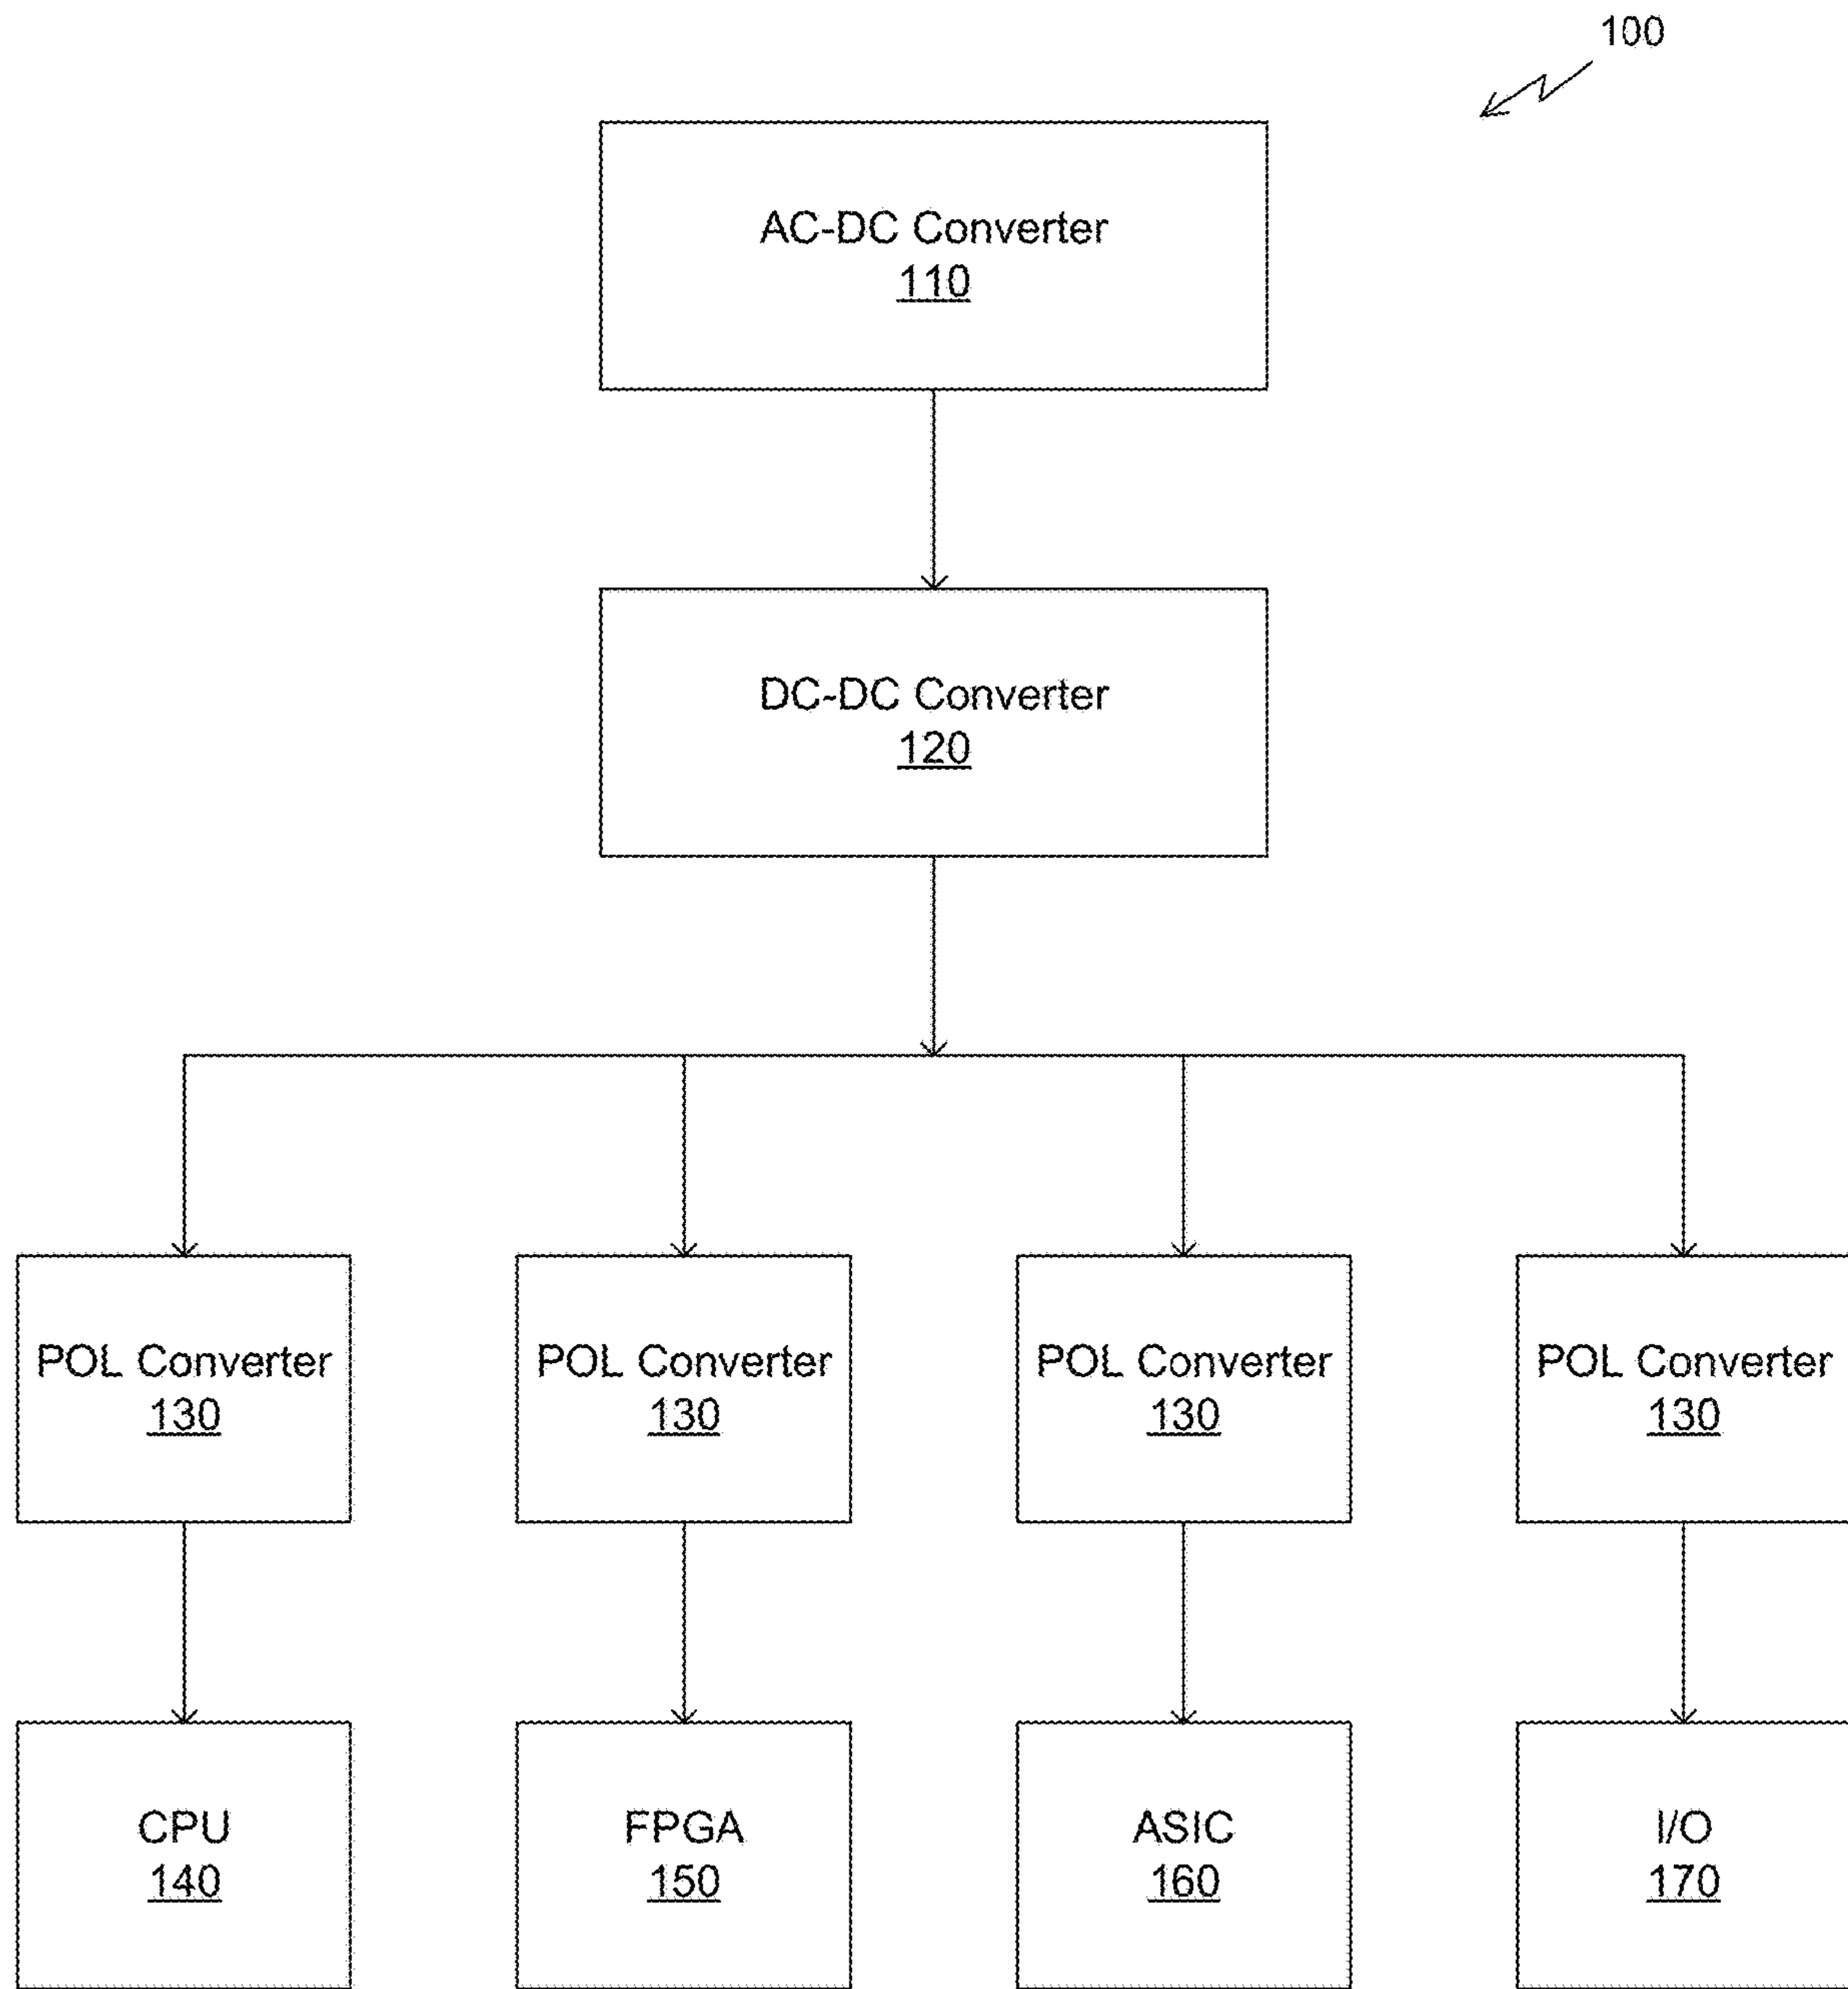 100
AC-DC Converter
110
DC-DC Converter
120
POL Converter
130
POL Converter
130
POL Converter
130
POL Converter
130
CPU
140
FPGA
150
ASIC
160
I/O
170